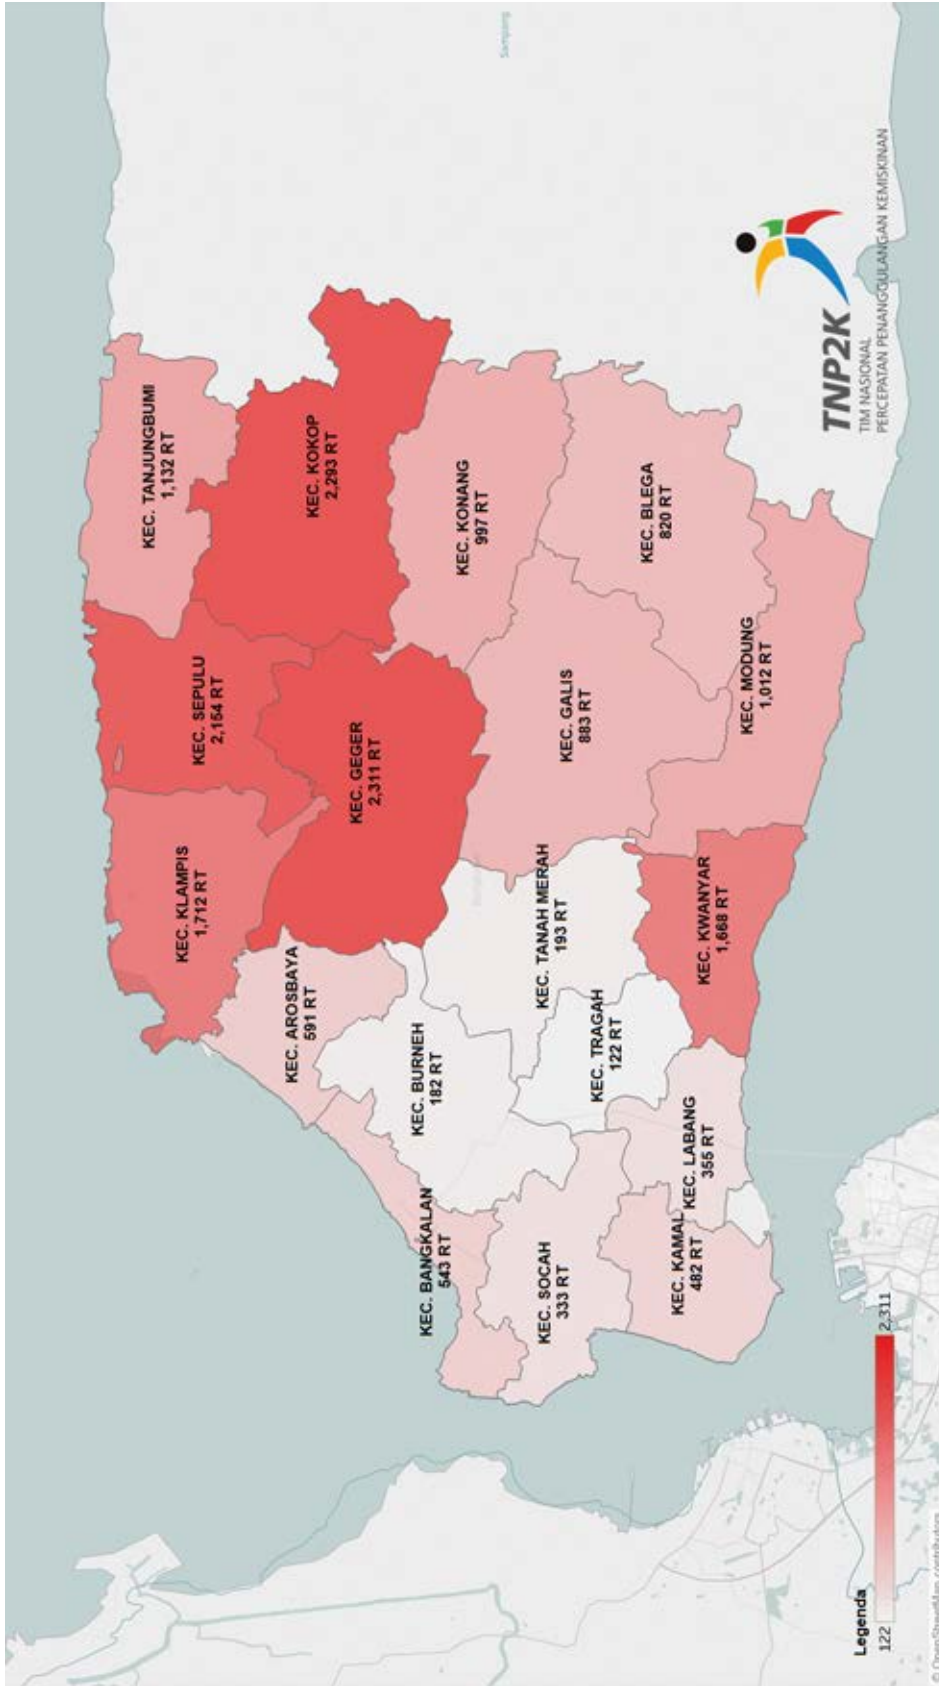 Sampang
KEC. TANJUNGBUMI
1,132 RT
KEC. SEPULU
2,154 RT
KEC. KLAMPIS
1,712 RT
KEC. KOKOP
2,293 RT
KEC. GEGER
2,311 RT
KEC. AROSBAYA
591 RT
KEC. KONANG
997 RT
KEC. BURNEH
182 RT
KEC. BANGKALAN
543 RT
KEC. GALIS
883 RT
KEC. TANAH MERAH
193 RT
KEC. SOCAH
333 RT
KEC. BLEGA
820 RT
KEC. TRAGAH
122 RT
KEC. MODUNG
1,012 RT
KEC. KWANYAR
1,668 RT
KEC. LABANG
355 RT
KEC. KAMAL
482 RT
TNP2K
TIM NASIONAL
PERCEPATAN PENANGGULANGAN KEMISKINAN
Legenda
122 2,311
© OpenStreetMap contributors